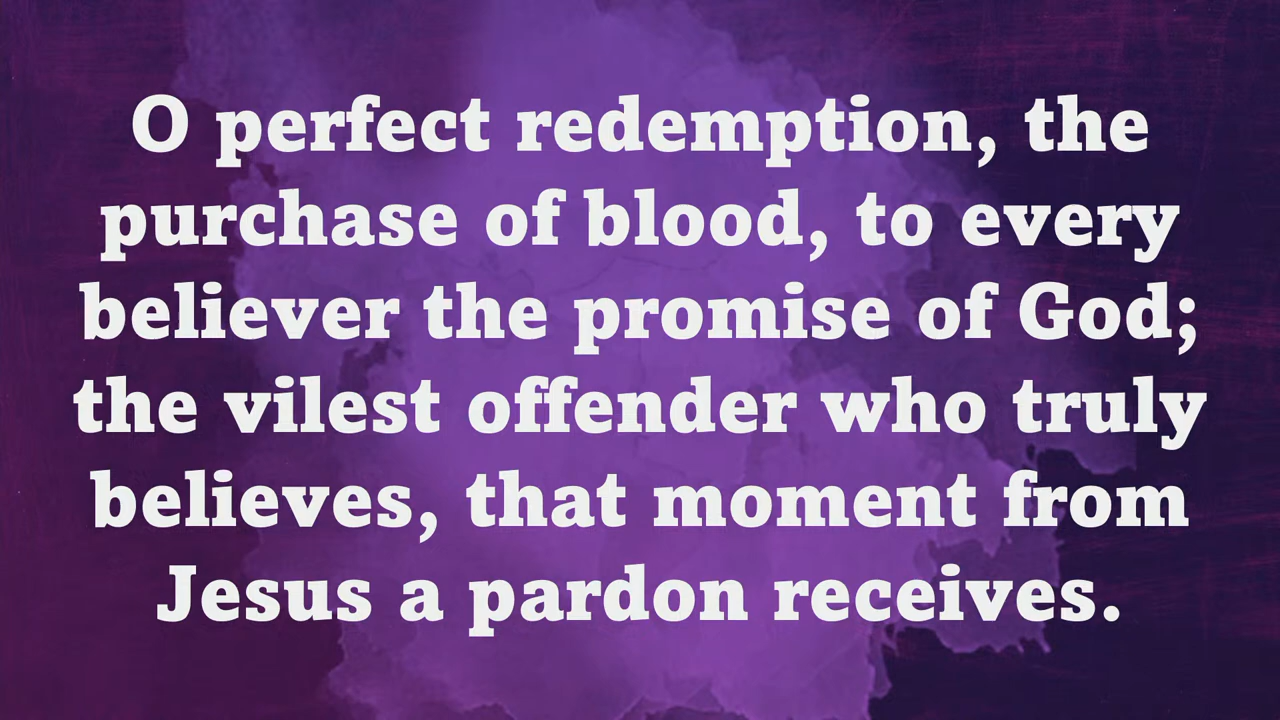 O perfect redemption, the
purchase of blood, to every
believer the promise of God;
the vilest offender who truly
believes, that moment from
Jesus a pardon receives.